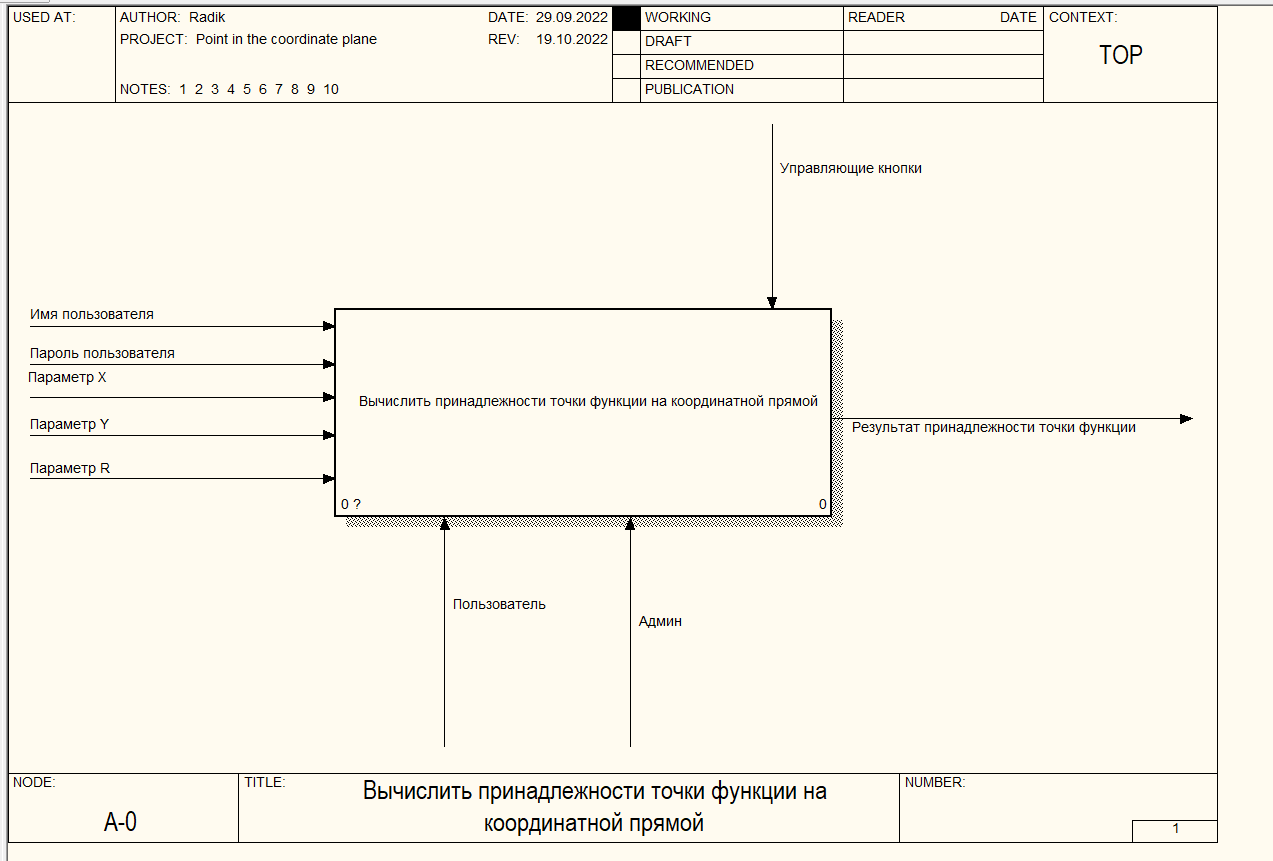 USED AT:
AUTHOR: Radik
DATE: 29.09.2022
PROJECT: Point in the coordinate plane
REV: 19.10.2022
NOTES: 1 2 3 4 5 6 7 8 9 10
WORKING
DRAFT
RECOMMENDED
PUBLICATION
READER DATE
CONTEXT:
TOP
Управляющие кнопки
Имя пользователя
Пароль пользователя
Параметр X
Параметр Y
Параметр R
Вычислить принадлежности точки функции на координатной прямой
0 ?
0
Результат принадлежности точки функции
Пользователь
Админ
NODE:
A-0
TITLE:
Вычислить принадлежности точки функции на
координатной прямой
NUMBER:
1